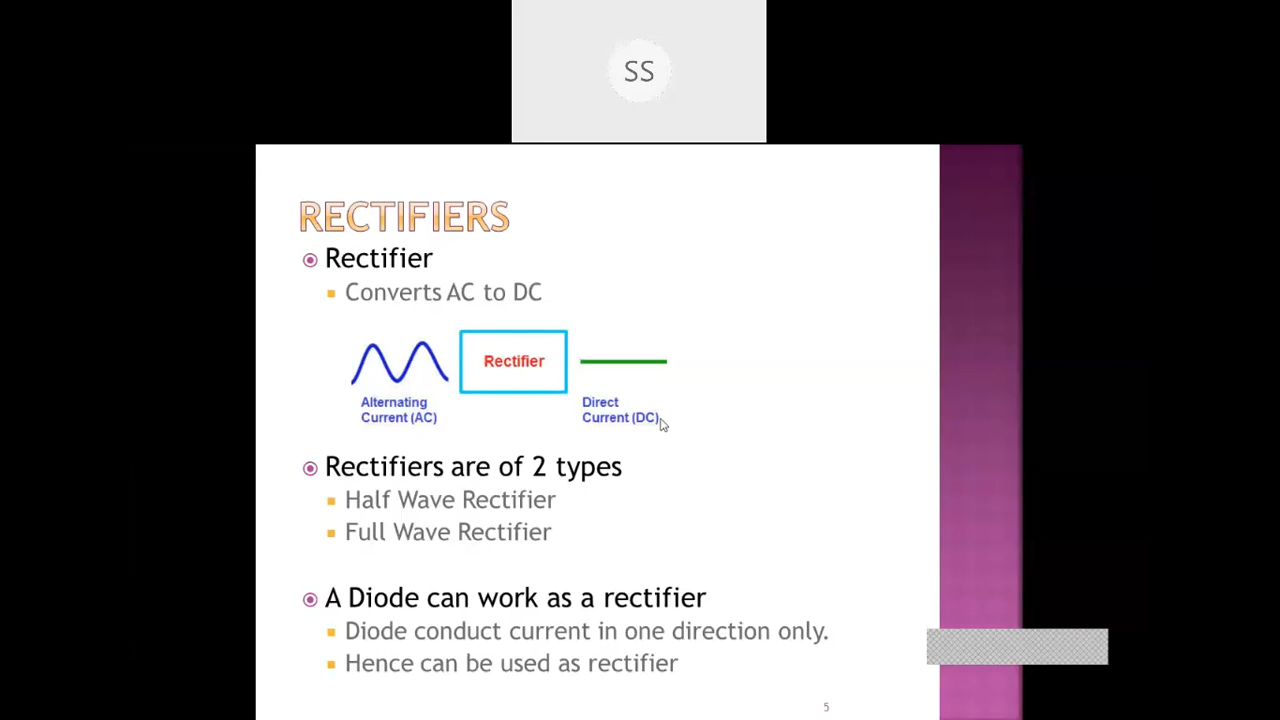 SS
RECTIFIERS
Rectifier
Converts AC to DC
Rectifier
Alternating
Current (AC)
Direct
Current (DC)
Rectifiers are of 2 types
Half Wave Rectifier
Full Wave Rectifier
A Diode can work as a rectifier
Diode conduct current in one direction only.
Hence can be used as rectifier
5